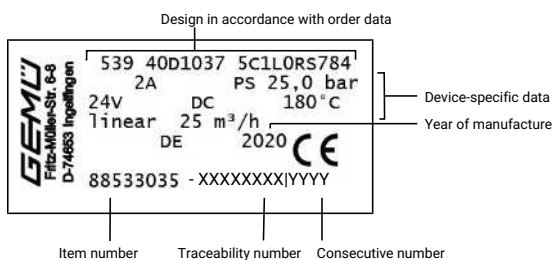 Design in accordance with order data
GEMÜ
Fritz-Müller-Str. 6-8
D-74653 Ingelfingen
539 40D1037 5C1L0RS784
2A PS 25,0 bar
24V DC 180°C
linear 25 m³/h
DE 2020 CE
88533035 - XXXXXXXX|YYYY
Device-specific data
Year of manufacture
Item number Traceability number Consecutive number